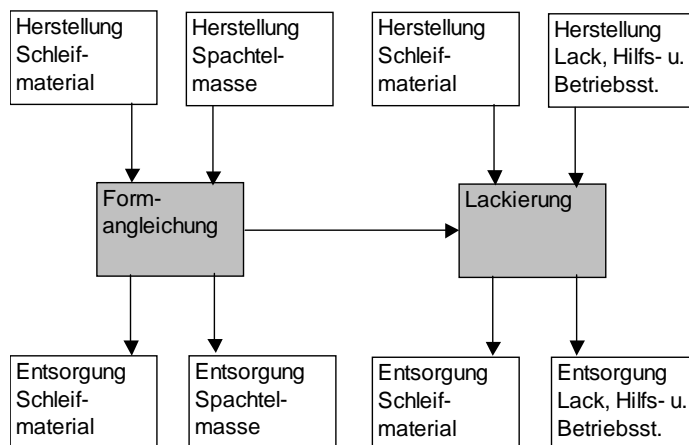 Herstellung
Schleif-
material
Herstellung
Spachtel-
masse
Herstellung
Schleif-
material
Herstellung
Lack, Hilfs- u.
Betriebsst.
Form-
angleichung
Lackierung
Entsorgung
Schleif-
material
Entsorgung
Spachtel-
masse
Entsorgung
Schleif-
material
Entsorgung
Lack, Hilfs- u.
Betriebsst.